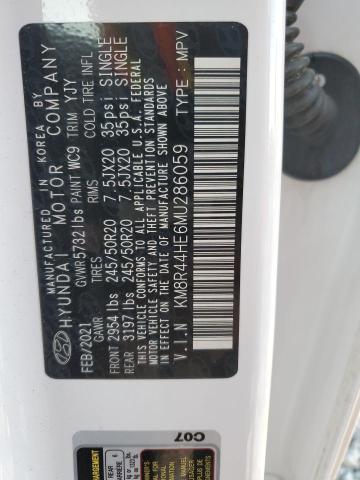 MANUFACTURED IN KOREA BY
HYUNDAI MOTOR COMPANY
FEB/2021 GVWR 5732 lbs PAINT WC9 TRIM YJY
GAWR TIRES RIMS COLD TIRE INFL
FRONT 2954 lbs 245/50R20 7.5JX20 35psi SINGLE
REAR 3197 lbs 245/50R20 7.5JX20 35psi SINGLE
THIS VEHICLE CONFORMS TO ALL APPLICABLE U.S.A. FEDERAL
MOTOR VEHICLE SAFETY, BUMPER, AND THEFT PREVENTION STANDARDS
IN EFFECT ON THE DATE OF MANUFACTURE SHOWN ABOVE.
V.I.N : KM8R44HE6MU286059 TYPE : MPV
C07